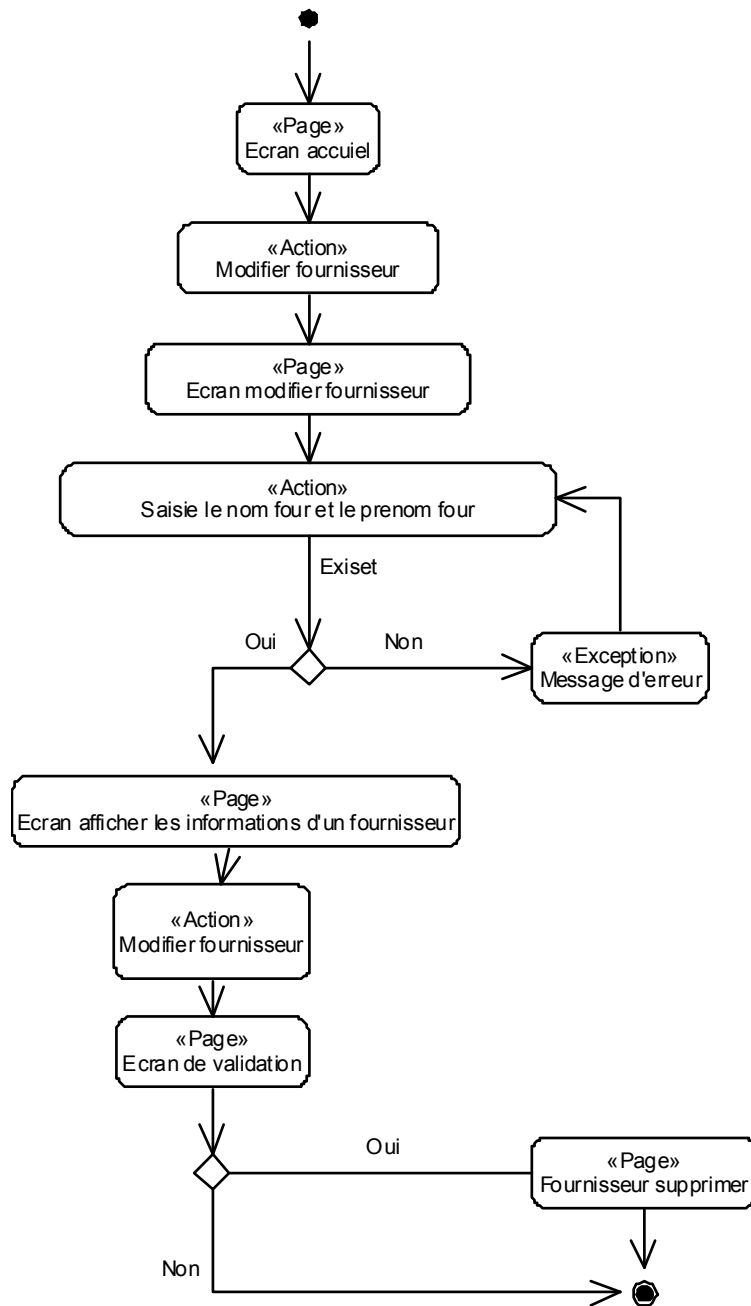 «Page»
Ecran accuiel
«Action»
Modifier fournisseur
«Page»
Ecran modifier fournisseur
«Action»
Saisie le nom four et le prenom four
Exiset
Oui
Non
«Exception»
Message d'erreur
«Page»
Ecran afficher les informations d'un fournisseur
«Action»
Modifier fournisseur
«Page»
Ecran de validation
Oui
«Page»
Fournisseur supprimer
Non